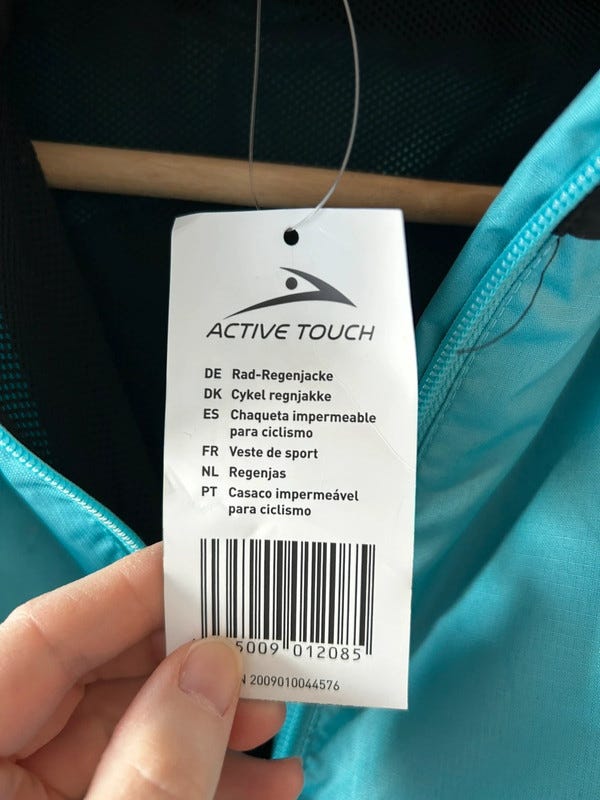 ACTIVE TOUCH
DE Rad-Regenjacke
DK Cykel regnjakke
ES Chaqueta impermeable
para ciclismo
FR Veste de sport
NL Regenjas
PT Casaco impermeável
para ciclismo
5009 012085
N 2009010044576